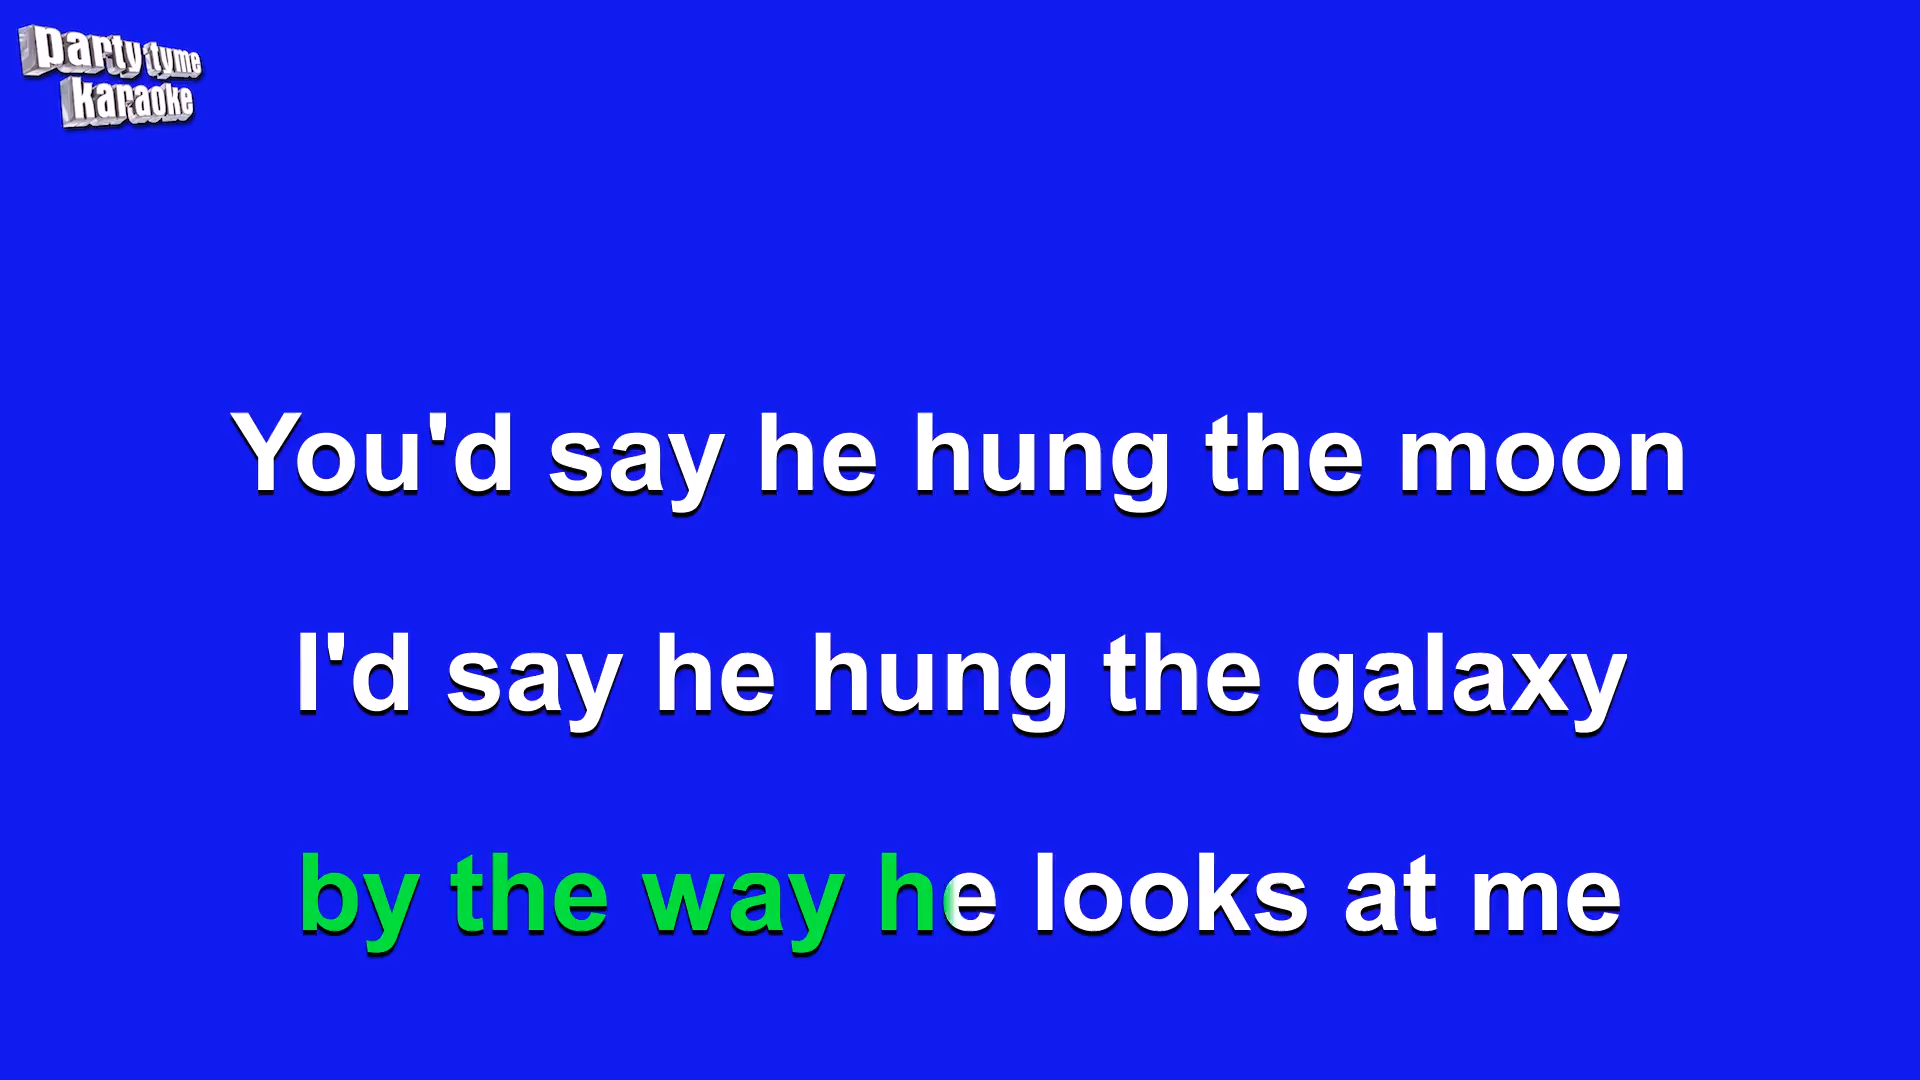 party tyme
karaoke
You'd say he hung the moon
I'd say he hung the galaxy
by the way he looks at me